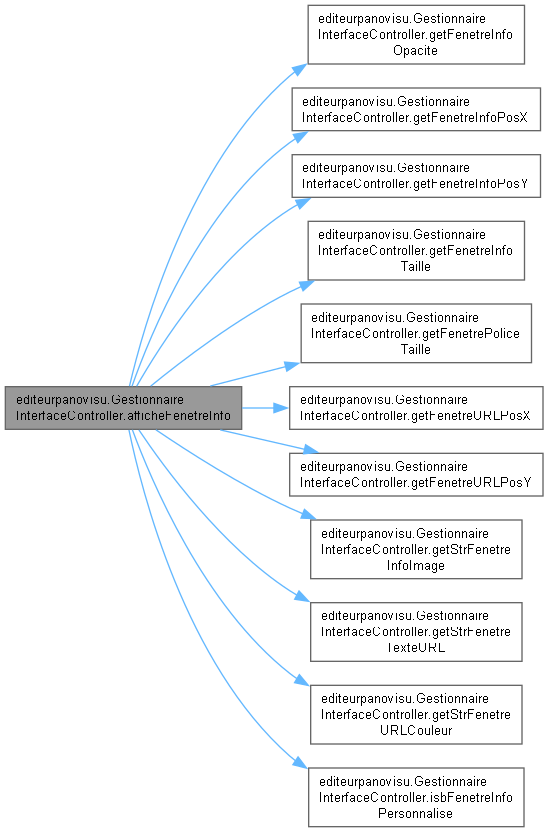 editeurpanovisu.Gestionnaire
InterfaceController.getFenetreInfo
Opacite
editeurpanovisu.Gestionnaire
InterfaceController.getFenetreInfoPosX
editeurpanovisu.Gestionnaire
InterfaceController.getFenetreInfoPosY
editeurpanovisu.Gestionnaire
InterfaceController.getFenetreInfo
Taille
editeurpanovisu.Gestionnaire
InterfaceController.getFenetrePolice
Taille
editeurpanovisu.Gestionnaire
InterfaceController.afficheFenetreInfo
editeurpanovisu.Gestionnaire
InterfaceController.getFenetreURLPosX
editeurpanovisu.Gestionnaire
InterfaceController.getFenetreURLPosY
editeurpanovisu.Gestionnaire
InterfaceController.getStrFenetre
InfoImage
editeurpanovisu.Gestionnaire
InterfaceController.getStrFenetre
TexteURL
editeurpanovisu.Gestionnaire
InterfaceController.getStrFenetre
URLCouleur
editeurpanovisu.Gestionnaire
InterfaceController.isbFenetreInfo
Personnalise